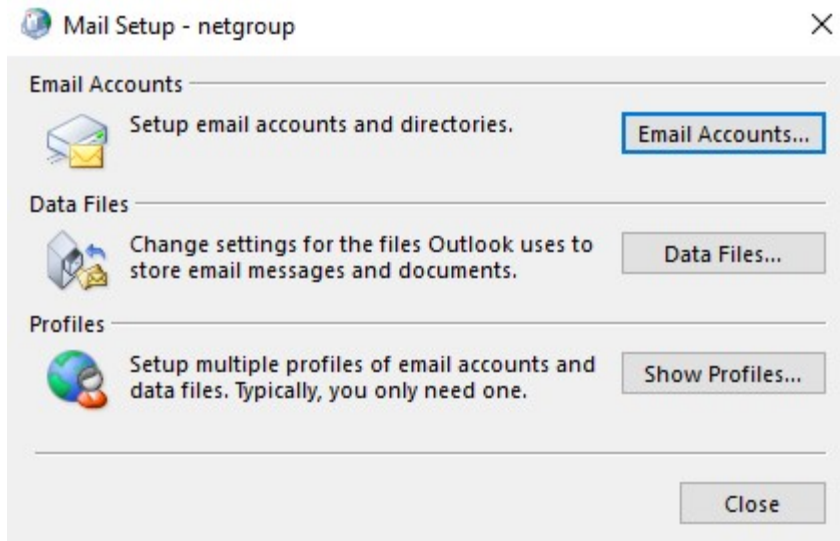 Mail Setup - netgroup
Email Accounts
Setup email accounts and directories.
Email Accounts...
Data Files
Change settings for the files Outlook uses to
store email messages and documents.
Data Files...
Profiles
Setup multiple profiles of email accounts and
data files. Typically, you only need one.
Show Profiles...
Close